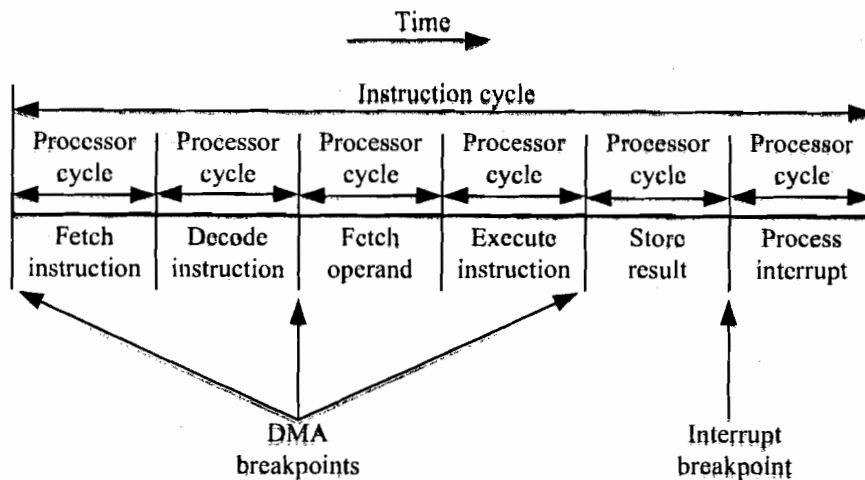 Time
Instruction cycle
Processor Processor Processor Processor Processor Processor
cycle cycle cycle cycle cycle cycle
Fetch Decode Fetch Execute Store Process
instruction instruction operand instruction result interrupt
DMA Interrupt
breakpoints breakpoint